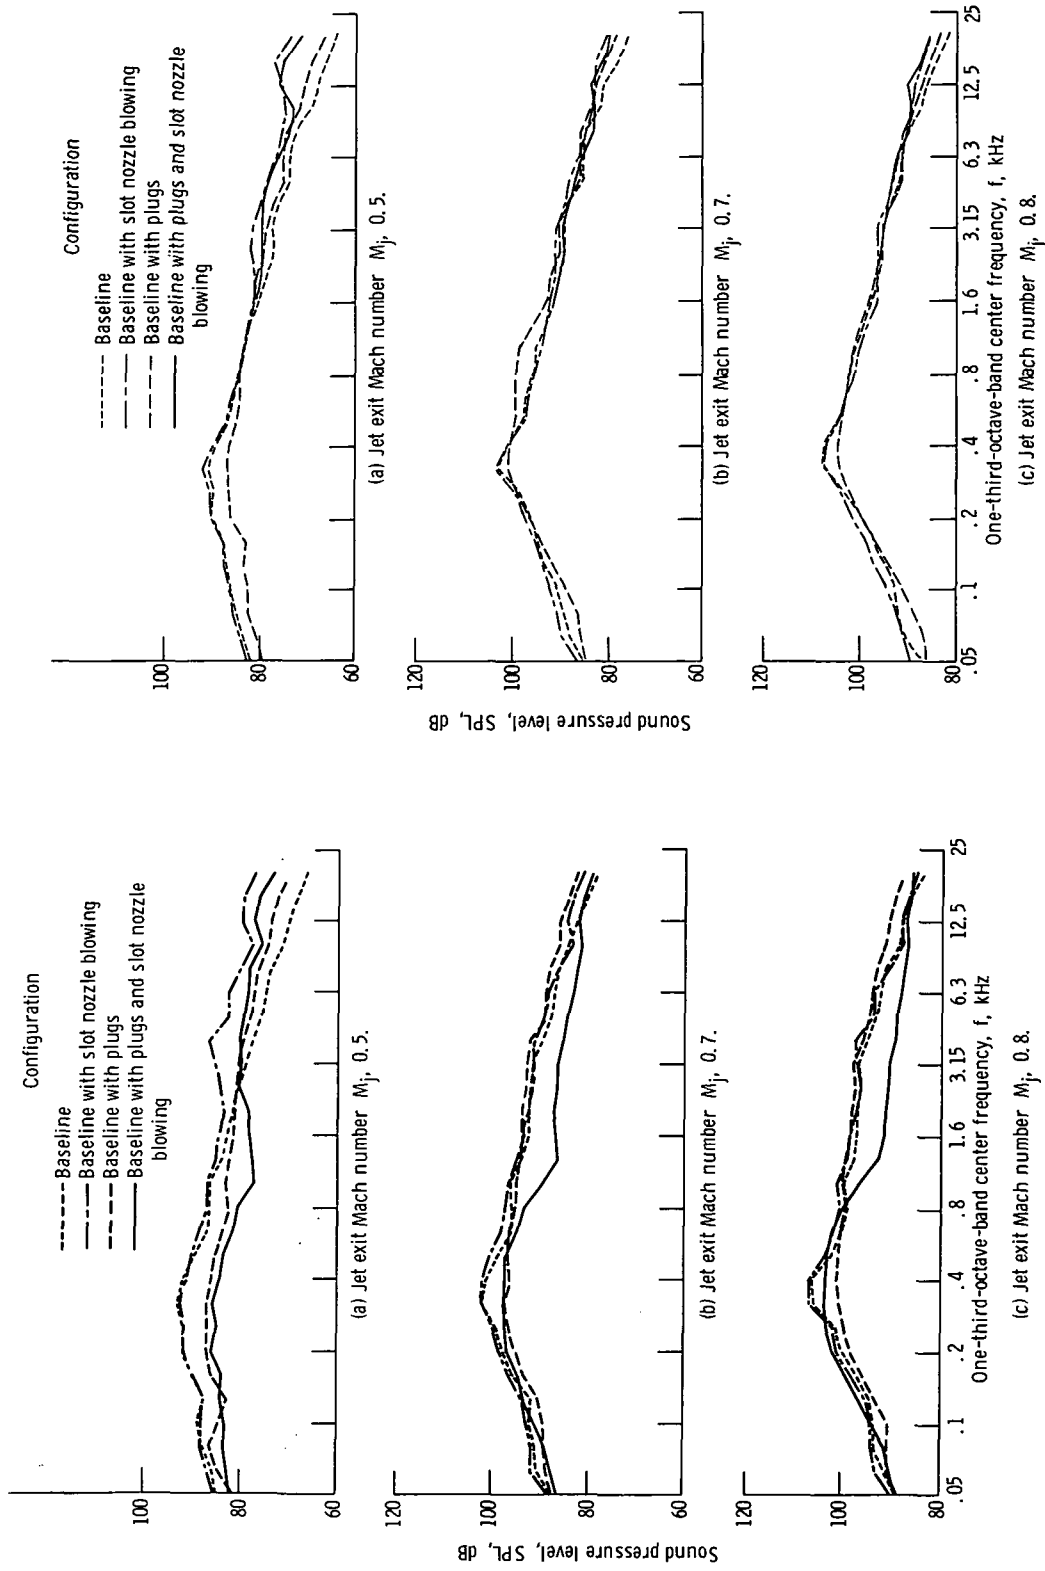 Configuration
Baseline
Baseline with slot nozzle blowing
Baseline with plugs
Baseline with plugs and slot nozzle
blowing
100
80
60
(a) Jet exit Mach number Mj, 0.5.
120
100
80
60
(b) Jet exit Mach number Mj, 0.7.
120
100
80
.05
.1
.2
.4
.8
1.6
3.15
6.3
12.5
25
One-third-octave-band center frequency, f, kHz
(c) Jet exit Mach number Mj, 0.8.
Sound pressure level, SPL, dB
Configuration
Baseline
Baseline with slot nozzle blowing
Baseline with plugs
Baseline with plugs and slot nozzle
blowing
100
80
60
(a) Jet exit Mach number Mj, 0.5.
120
100
80
60
(b) Jet exit Mach number Mj, 0.7.
120
100
80
.05
.1
.2
.4
.8
1.6
3.15
6.3
12.5
25
One-third-octave-band center frequency, f, kHz
(c) Jet exit Mach number Mj, 0.8.
Sound pressure level, SPL, dB